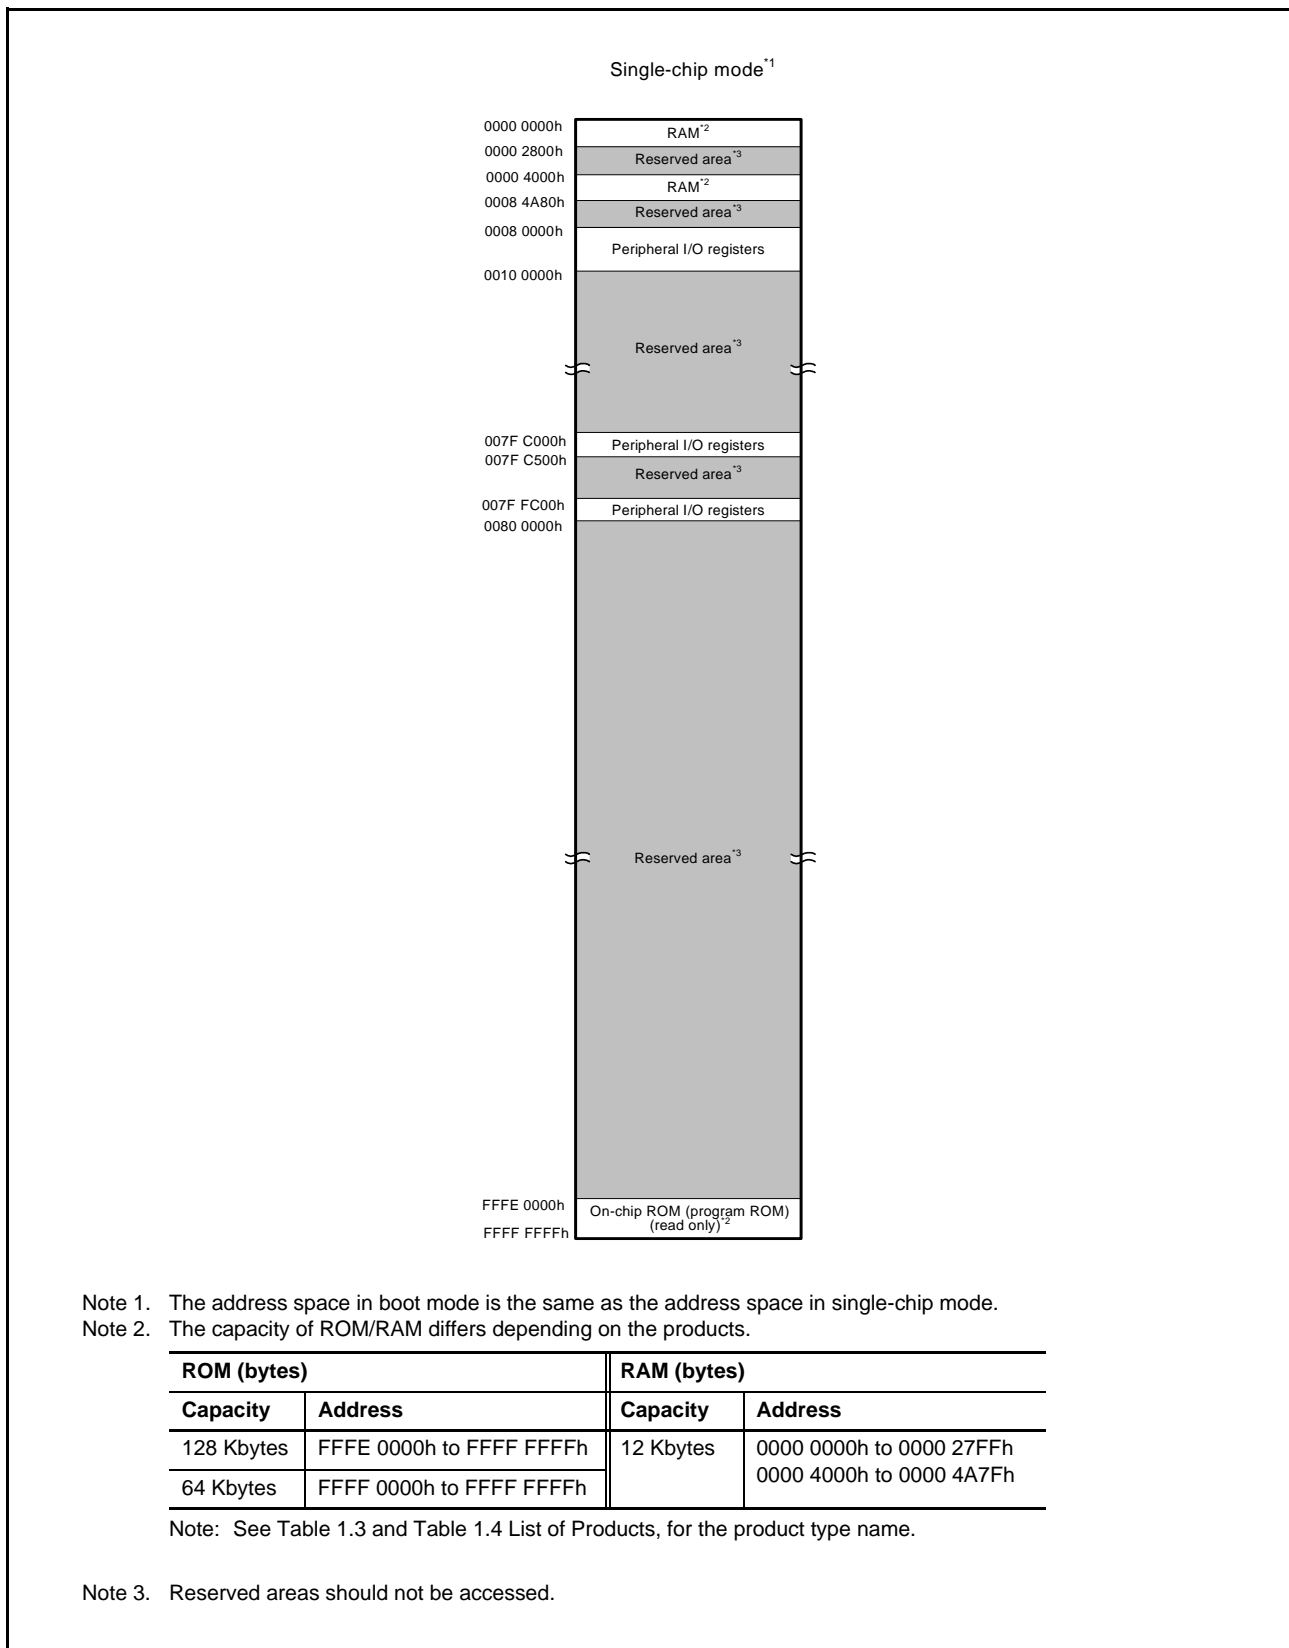 Single-chip mode*1
0000 0000h
RAM*2
0000 2800h
Reserved area*3
0000 4000h
RAM*2
0008 4A80h
Reserved area*3
0008 0000h
Peripheral I/O registers
0010 0000h
Reserved area*3
007F C000h
Peripheral I/O registers
007F C500h
Reserved area*3
007F FC00h
Peripheral I/O registers
0080 0000h
Reserved area*3
FFFE 0000h
On-chip ROM (program ROM)
(read only)*2
FFFF FFFFh
Note 1. The address space in boot mode is the same as the address space in single-chip mode.
Note 2. The capacity of ROM/RAM differs depending on the products.
ROM (bytes) RAM (bytes)
Capacity Address Capacity Address
128 Kbytes FFFE 0000h to FFFF FFFFh 12 Kbytes 0000 0000h to 0000 27FFh
0000 4000h to 0000 4A7Fh
64 Kbytes FFFF 0000h to FFFF FFFFh
Note: See Table 1.3 and Table 1.4 List of Products, for the product type name.
Note 3. Reserved areas should not be accessed.